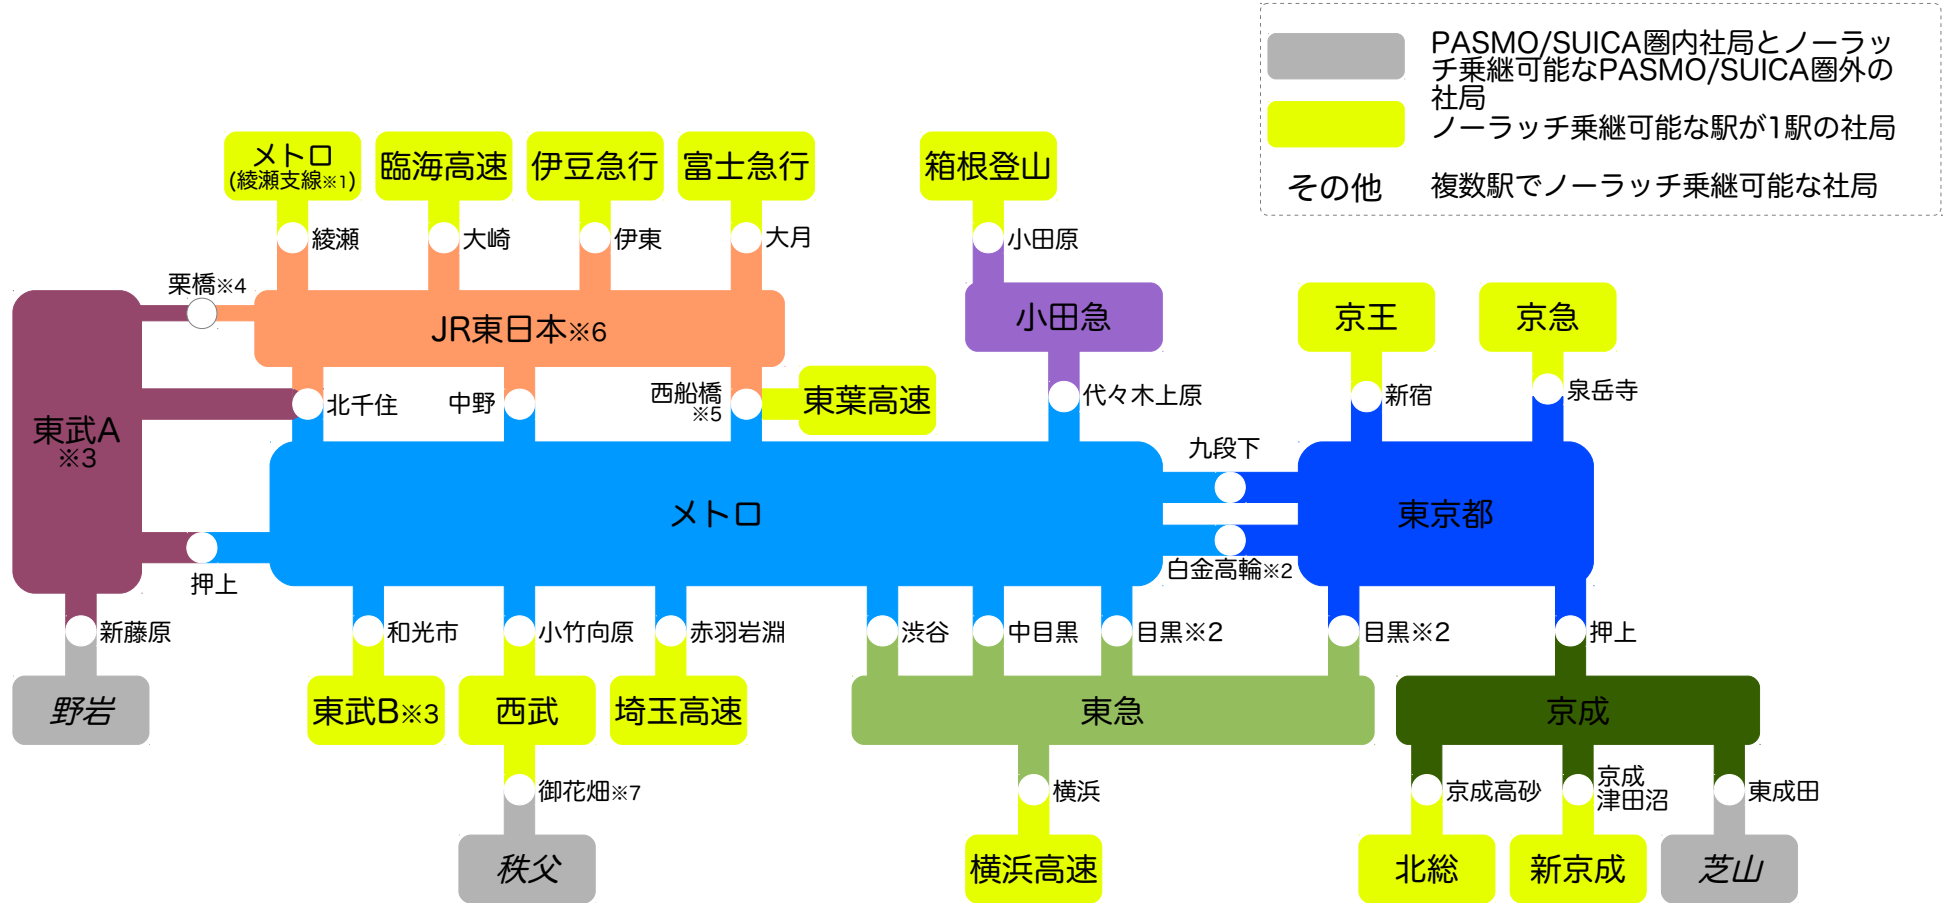 PASMO/SUICA圏内社局とノーラッ
チ乗継可能なPASMO/SUICA圏外の
社局
ノーラッチ乗継可能な駅が1駅の社局
その他 複数駅でノーラッチ乗継可能な社局
メトロ
(綾瀬支線※1)
臨海高速
伊豆急行
富士急行
箱根登山
綾瀬
大崎
伊東
大月
小田原
栗橋※4
JR東日本※6
小田急
京王
京急
北千住
中野
西船橋
※5
東葉高速
代々木上原
新宿
泉岳寺
東武A
※3
九段下
メトロ
東京都
白金高輪※2
押上
新藤原
和光市
小竹向原
赤羽岩淵
渋谷
中目黒
目黒※2
目黒※2
押上
野岩
東武B※3
西武
埼玉高速
東急
京成
御花畑※7
横浜
京成高砂
京成
津田沼
東成田
秩父
横浜高速
北総
新京成
芝山